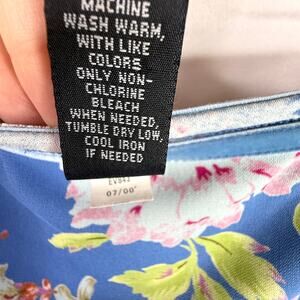 MACHINE
WASH WARM,
WITH LIKE
COLORS
ONLY NON-
CHLORINE
BLEACH
WHEN NEEDED,
TUMBLE DRY LOW,
COOL IRON
IF NEEDED
07/00